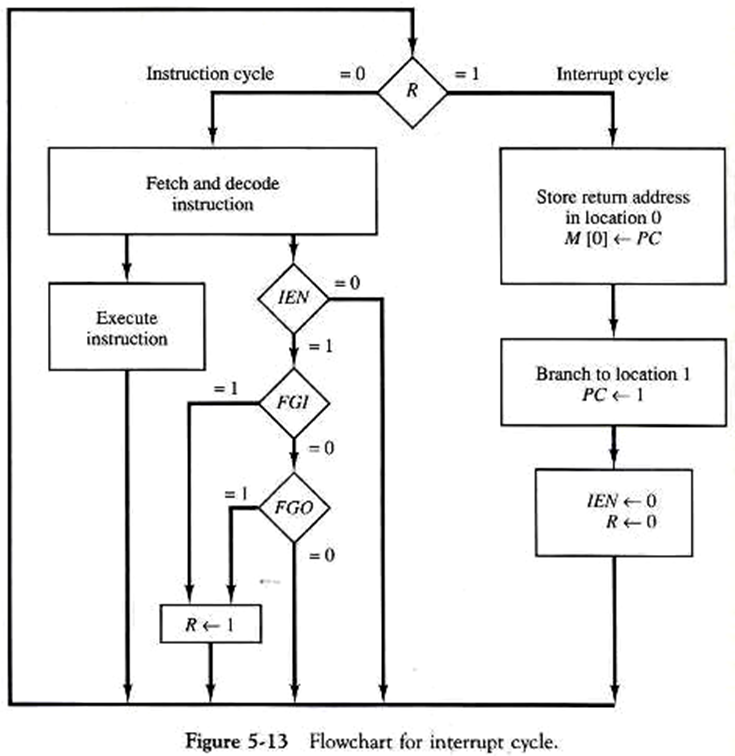 Instruction cycle
= 0
R
= 1
Interrupt cycle
Fetch and decode
instruction
Store return address
in location 0
M [0] ← PC
Execute
instruction
IEN
= 0
= 1
Branch to location 1
PC ← 1
= 1
FGI
= 0
= 1
FGO
= 0
IEN ← 0
R ← 0
R ← 1
Figure 5-13 Flowchart for interrupt cycle.